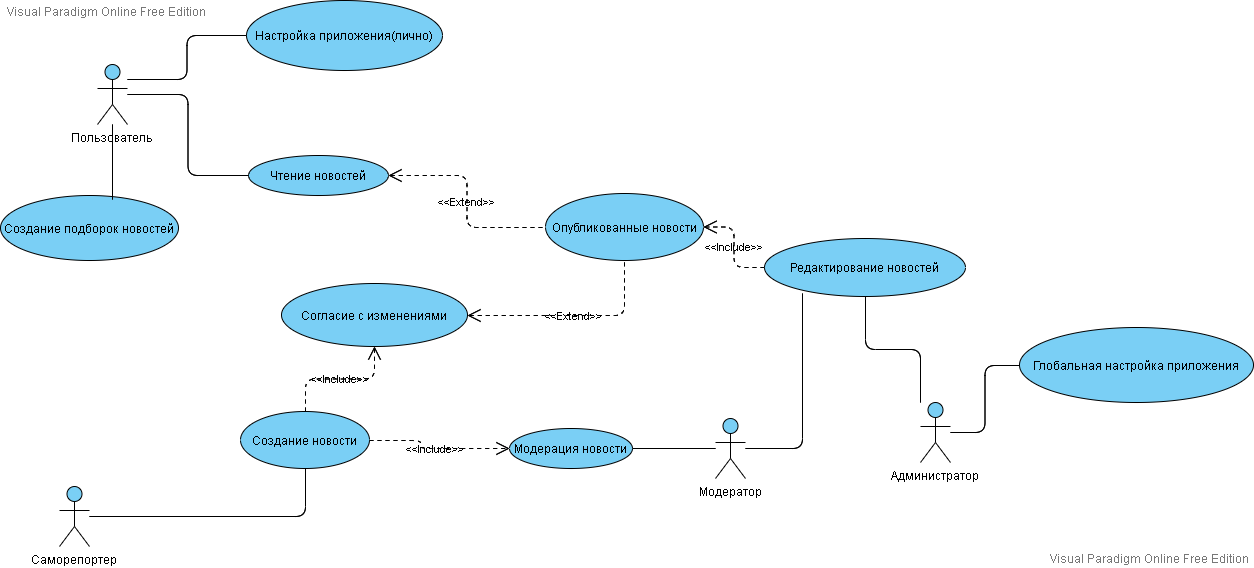 Visual Paradigm Online Free Edition
Настройка приложения(лично)
Пользователь
Чтение новостей
<<Extend>>
Создание подборок новостей
Опубликованные новости
<<Include>>
Редактирование новостей
Согласие с изменениями
<<Extend>>
Глобальная настройка приложения
<<Include>>
Создание новости
<<Include>>
Модерация новости
Администратор
Модератор
Саморепортер
Visual Paradigm Online Free Edition